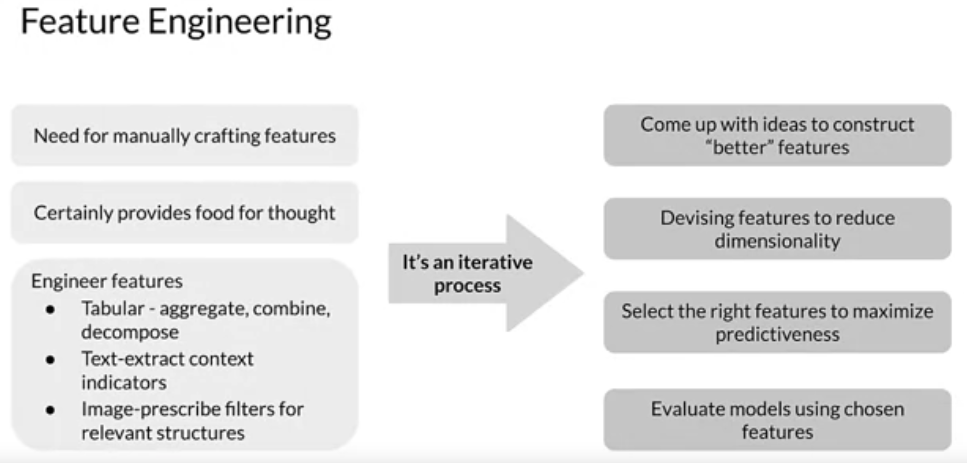 Feature Engineering
Need for manually crafting features
Certainly provides food for thought
Engineer features
● Tabular - aggregate, combine,
decompose
● Text-extract context
indicators
● Image-prescribe filters for
relevant structures
It's an iterative
process
Come up with ideas to construct
“better” features
Devising features to reduce
dimensionality
Select the right features to maximize
predictiveness
Evaluate models using chosen
features